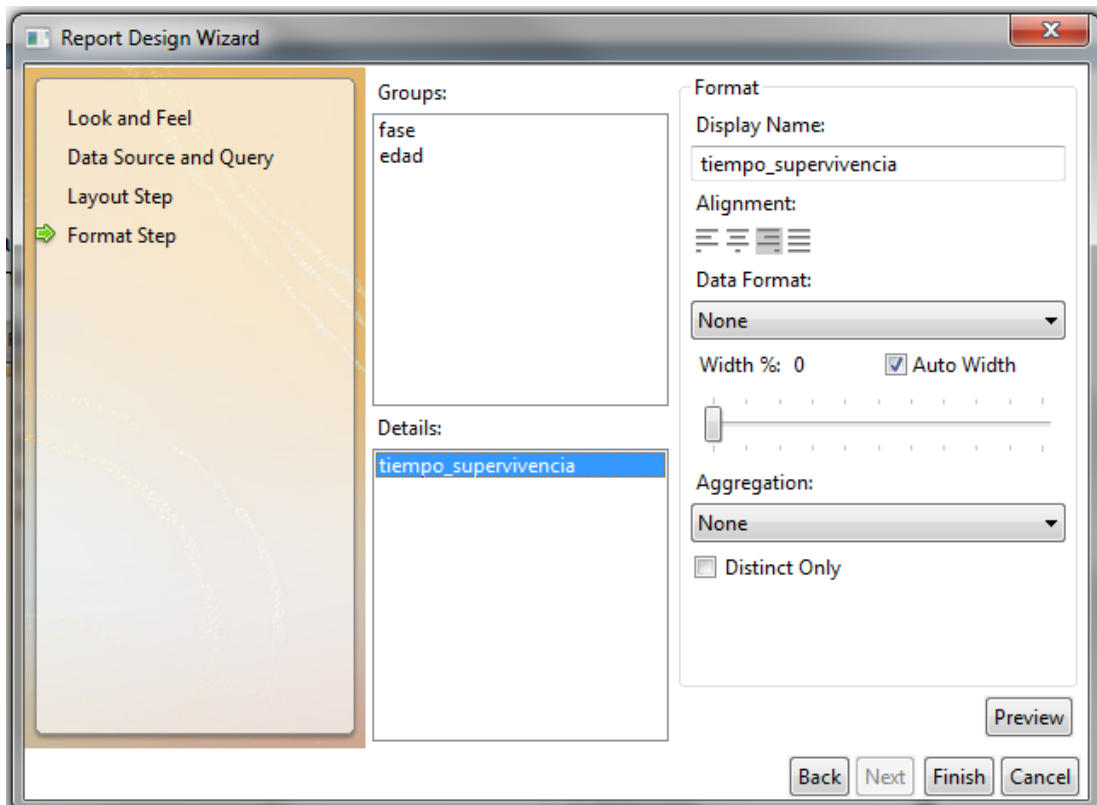 Report Design Wizard
Look and Feel
Data Source and Query
Layout Step
Format Step
Groups:
fase
edad
Details:
tiempo_supervivencia
Format
Display Name:
tiempo_supervivencia
Alignment:
Data Format:
None
Width %: 0 Auto Width
Aggregation:
None
Distinct Only
Preview
Back Next Finish Cancel